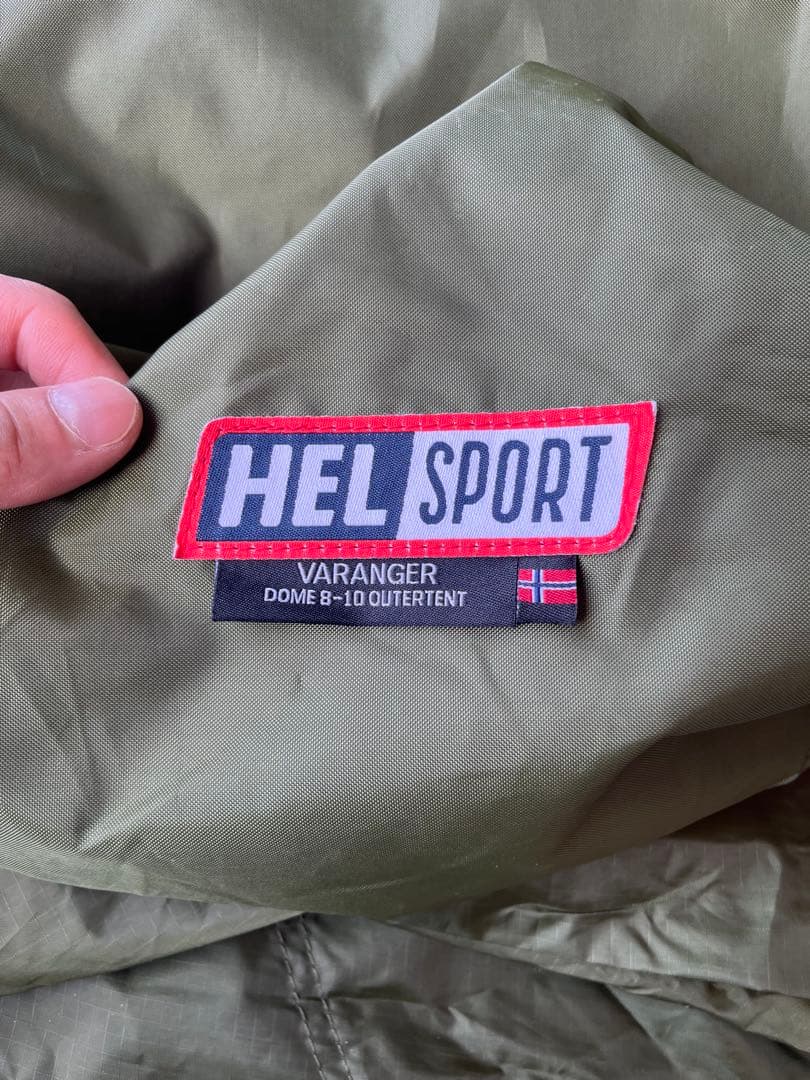 HEL SPORT
VARANGER
DOME 8-10 OUTERTENT